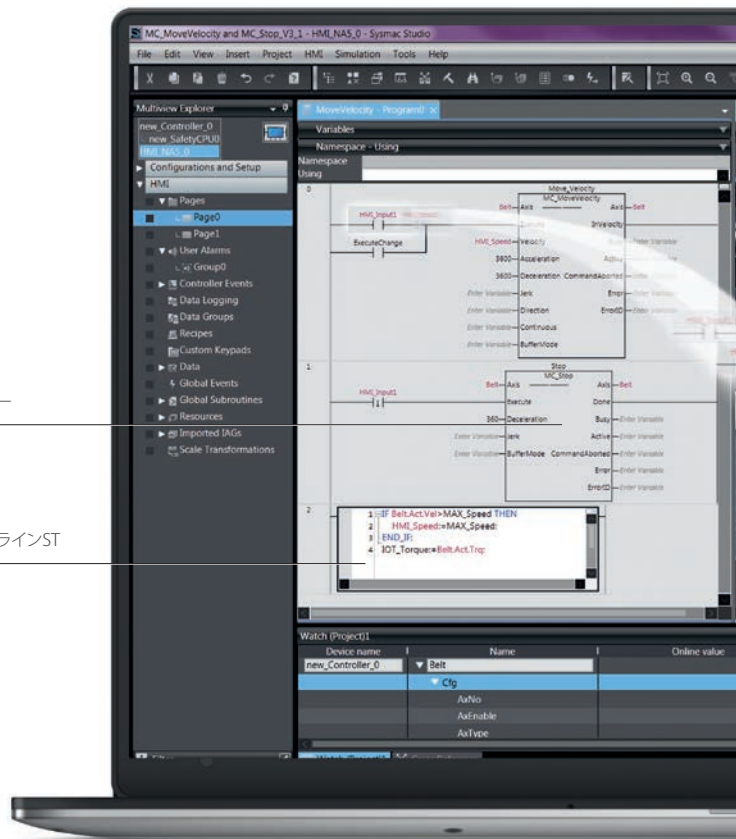 MC_MoveVelocity and MC_Stop_V3_1 - HMI_NA5_0 - Sysmac Studio
File Edit View Insert Project HMI Simulation Tools Help
Multiview Explorer
new_Controller_0
new_SafetyCPU0
HMI_NA5_0
Configurations and Setup
HMI
Pages
Page0
Page1
User Alarms
Group0
Controller Events
Data Logging
Data Groups
Recipes
Custom Keypads
Data
Global Events
Global Subroutines
Resources
Imported IAGs
Scale Transformations
MoveVelocity - Program0 x
Variables
Namespace - Using
Namespace
Using
0
Move_Velocity
MC_MoveVelocity
Belt Axis Axis Belt
HMI_Input1
InVelocity
ExecuteChange
HMI_Speed Velocity
3600 Acceleration
3600 Deceleration CommandAborted
Enter Variable Jerk Error
Enter Variable Direction ErrorID
Enter Variable Continuous
Enter Variable BufferMode
1
Stop
MC_Stop
Belt Axis Axis Belt
HMI_Input1
Execute Done
360 Deceleration Busy Enter Variable
Enter Variable Jerk Active Enter Variable
Enter Variable BufferMode CommandAborted Enter Variable
Error Enter Variable
ErrorID Enter Variable
2
1 IF Belt.Act.Vel>MAX_Speed THEN
2 HMI_Speed:=MAX_Speed;
3 END_IF;
4 IOT_Torque:=Belt.Act.Trq;
ラインST
Watch (Project)1
Device name Name Online value
new_Controller_0 Belt
Cfg
AxNo
AxEnable
AxType